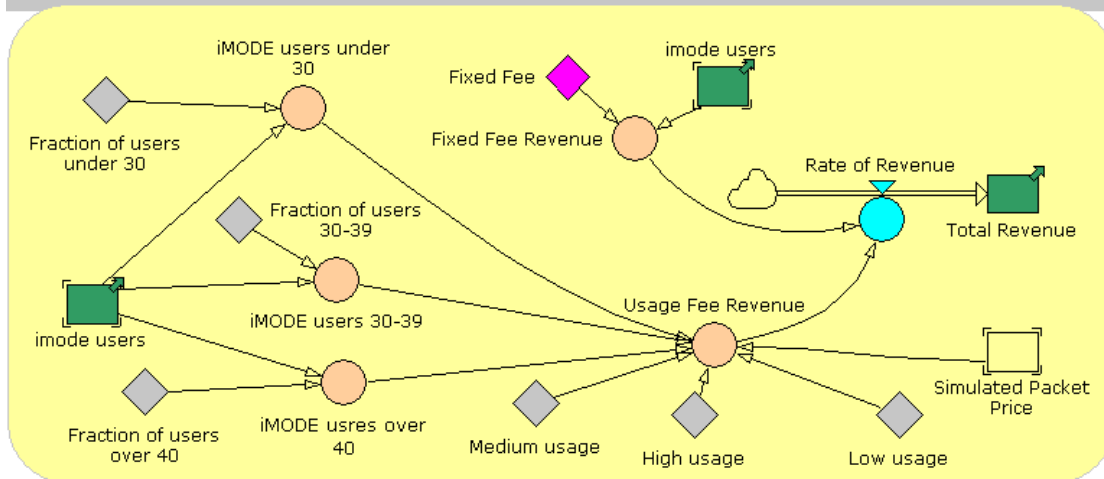 iMODE users under
30
imode users
Fixed Fee
Fixed Fee Revenue
Fraction of users
under 30
Rate of Revenue
Fraction of users
30-39
Total Revenue
Usage Fee Revenue
iMODE users 30-39
imode users
Simulated Packet
Price
iMODE usres over
40
Fraction of users
over 40
Medium usage
High usage
Low usage